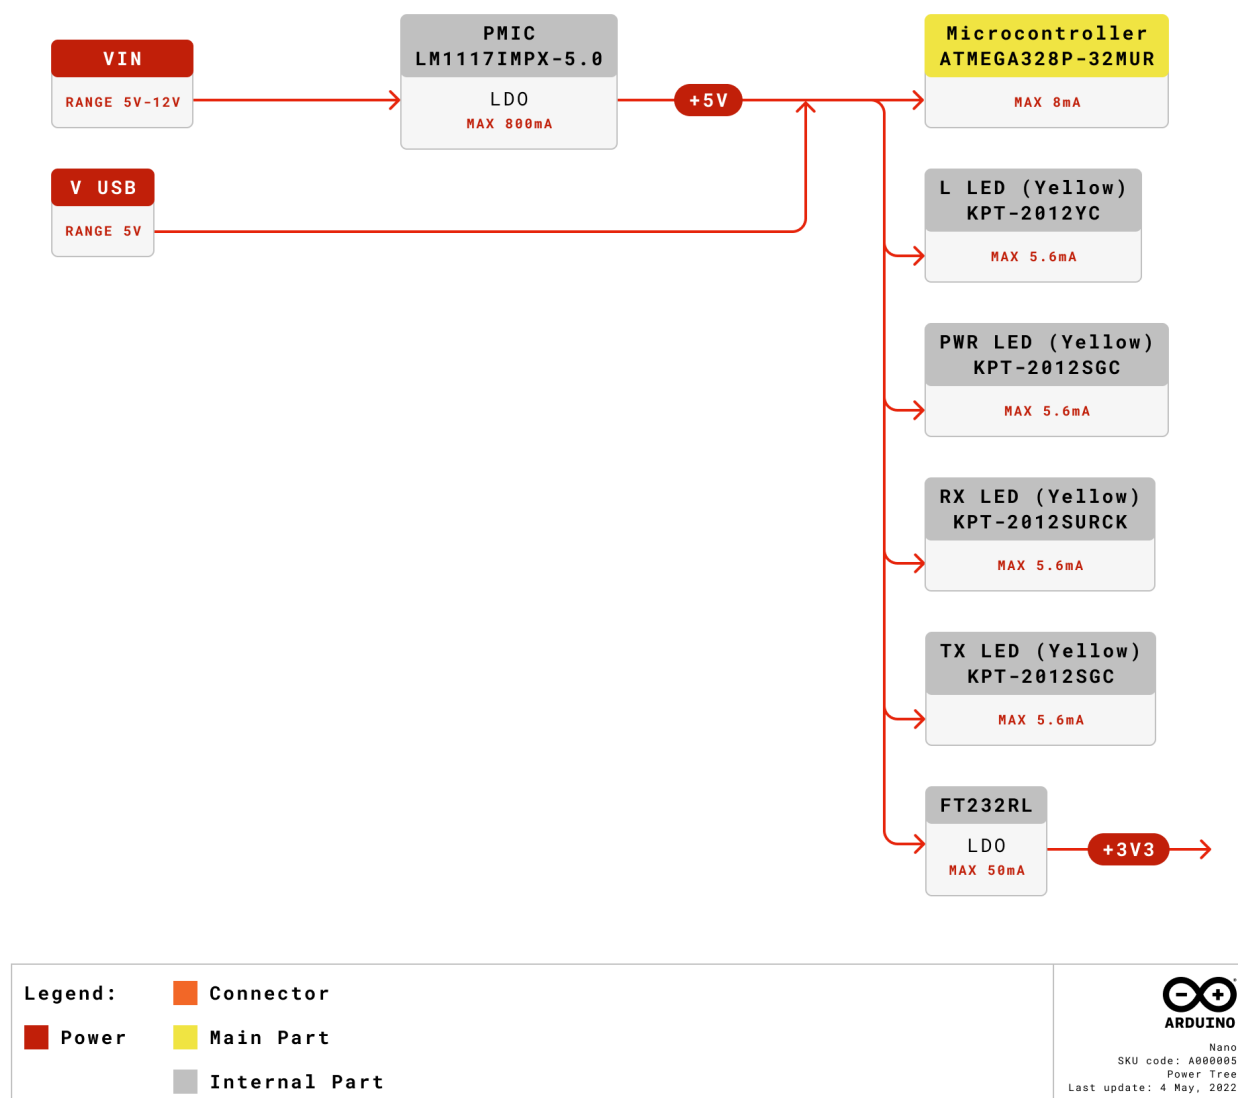 VIN
RANGE 5V-12V
V USB
RANGE 5V
PMIC
LM1117IMPX-5.0
LDO
MAX 800mA
+5V
Microcontroller
ATMEGA328P-32MUR
MAX 8mA
L LED (Yellow)
KPT-2012YC
MAX 5.6mA
PWR LED (Yellow)
KPT-2012SGC
MAX 5.6mA
RX LED (Yellow)
KPT-2012SURCK
MAX 5.6mA
TX LED (Yellow)
KPT-2012SGC
MAX 5.6mA
FT232RL
LDO
MAX 50mA
+3V3
Legend:
Power
Connector
Main Part
Internal Part
ARDUINO
Nano
SKU code: A000005
Power Tree
Last update: 4 May, 2022